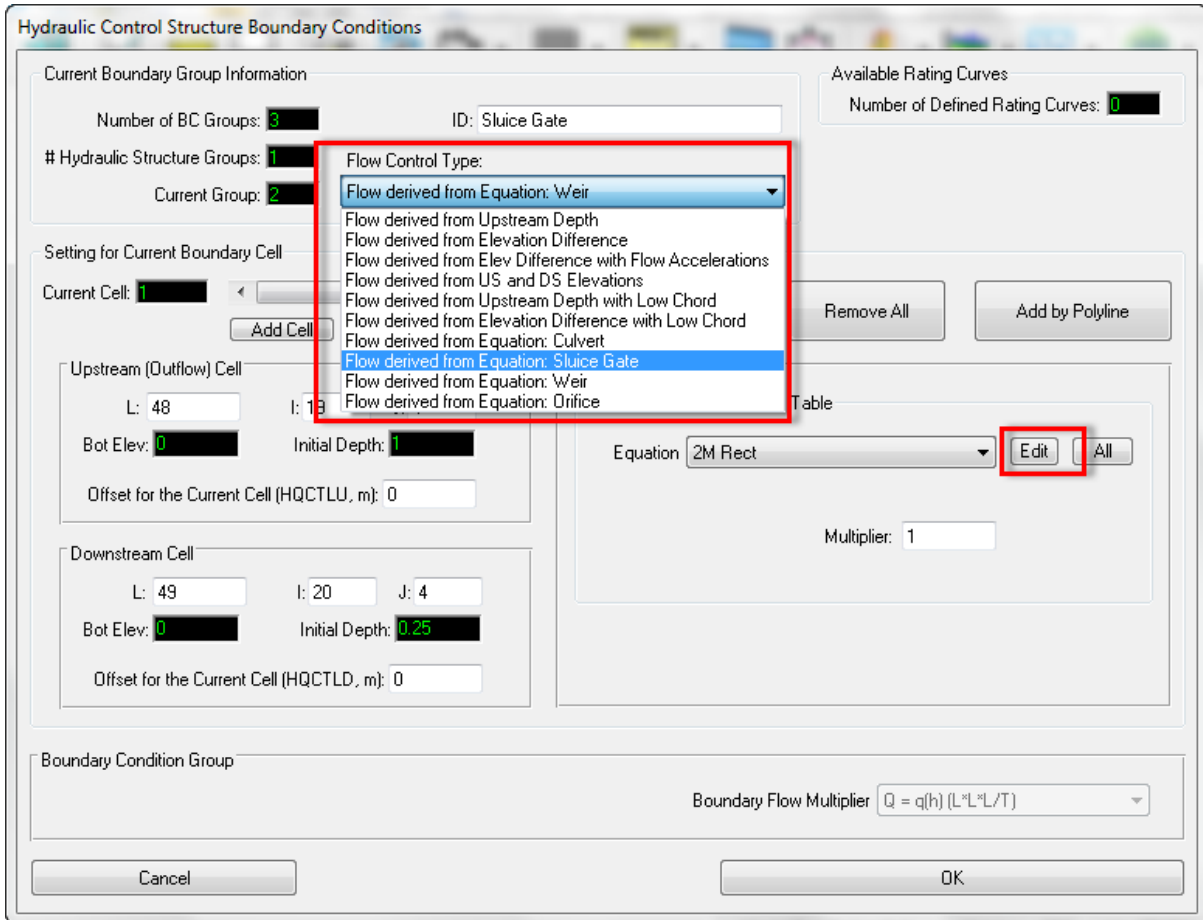 Hydraulic Control Structure Boundary Conditions
Current Boundary Group Information
Number of BC Groups: 3
ID: Sluice Gate
# Hydraulic Structure Groups: 1
Current Group: 2
Available Rating Curves
Number of Defined Rating Curves: 0
Flow Control Type:
Flow derived from Equation: Weir
Flow derived from Upstream Depth
Flow derived from Elevation Difference
Flow derived from Elev Difference with Flow Accelerations
Flow derived from US and DS Elevations
Flow derived from Upstream Depth with Low Chord
Flow derived from Elevation Difference with Low Chord
Flow derived from Equation: Culvert
Flow derived from Equation: Sluice Gate
Flow derived from Equation: Weir
Flow derived from Equation: Orifice
Setting for Current Boundary Cell
Current Cell: 1
Add Cell
Remove All
Add by Polyline
Upstream (Outflow) Cell
L: 48
I: 19
Bot Elev: 0
Initial Depth: 1
Offset for the Current Cell (HQCTLU, m): 0
Table
Equation 2M Rect
Edit
All
Multiplier: 1
Downstream Cell
L: 49
I: 20
J: 4
Bot Elev: 0
Initial Depth: 0.25
Offset for the Current Cell (HQCTLD, m): 0
Boundary Condition Group
Boundary Flow Multiplier Q = q(h) (L*L*L/T)
Cancel
OK